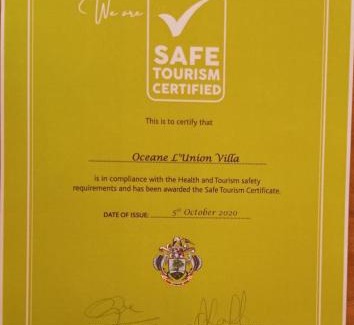 We are
SAFE
TOURISM
CERTIFIED
This is to certify that
Oceane L"Union Villa
is in compliance with the Health and Tourism safety
requirements and has been awarded the Safe Tourism Certificate.
DATE OF ISSUE: 5th October 2020